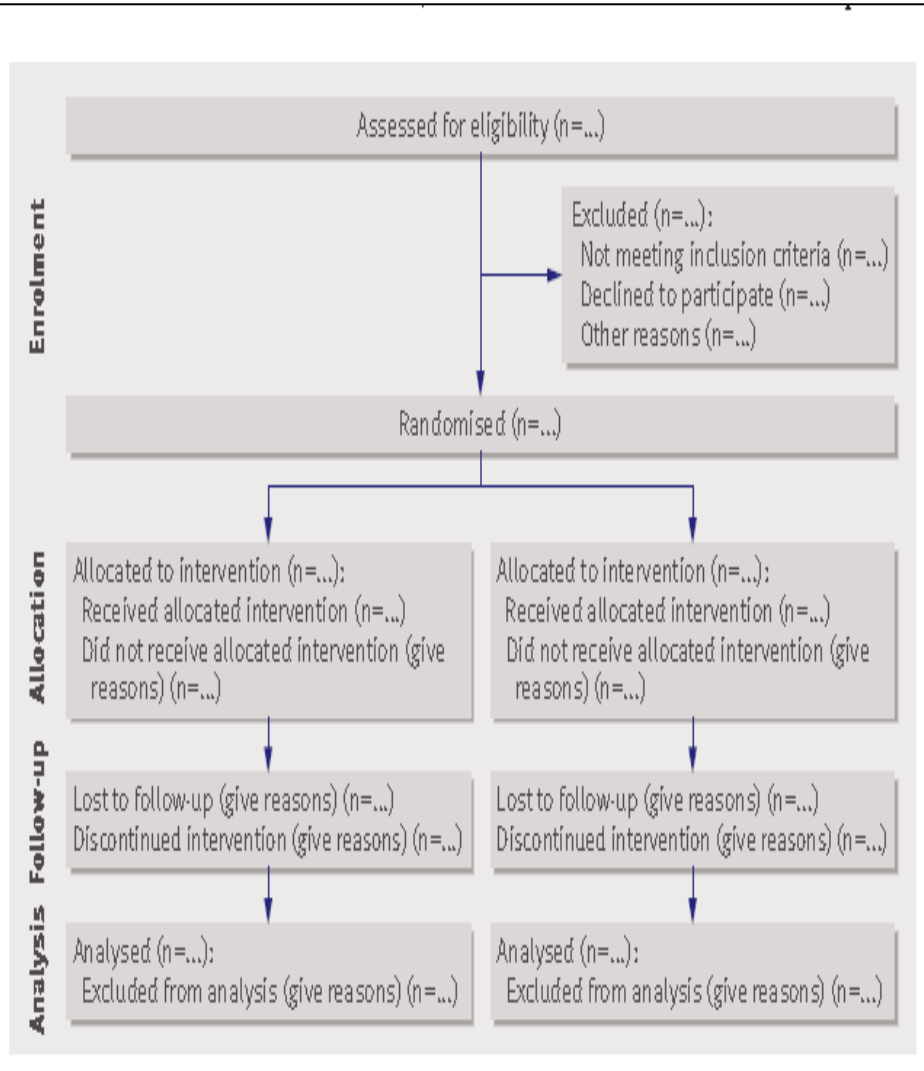 Assessed for eligibility (n=...)
Enrolment
Excluded (n=...):
Not meeting inclusion criteria (n=...)
Declined to participate (n=...)
Other reasons (n=...)
Randomised (n=...)
Allocation
Allocated to intervention (n=...):
Received allocated intervention (n=...)
Did not receive allocated intervention (give
reasons) (n=...)
Allocated to intervention (n=...):
Received allocated intervention (n=...)
Did not receive allocated intervention (give
reasons) (n=...)
Follow-up
Lost to follow-up (give reasons) (n=...)
Discontinued intervention (give reasons) (n=...)
Lost to follow-up (give reasons) (n=...)
Discontinued intervention (give reasons) (n=...)
Analysis
Analysed (n=...):
Excluded from analysis (give reasons) (n=...)
Analysed (n=...):
Excluded from analysis (give reasons) (n=...)